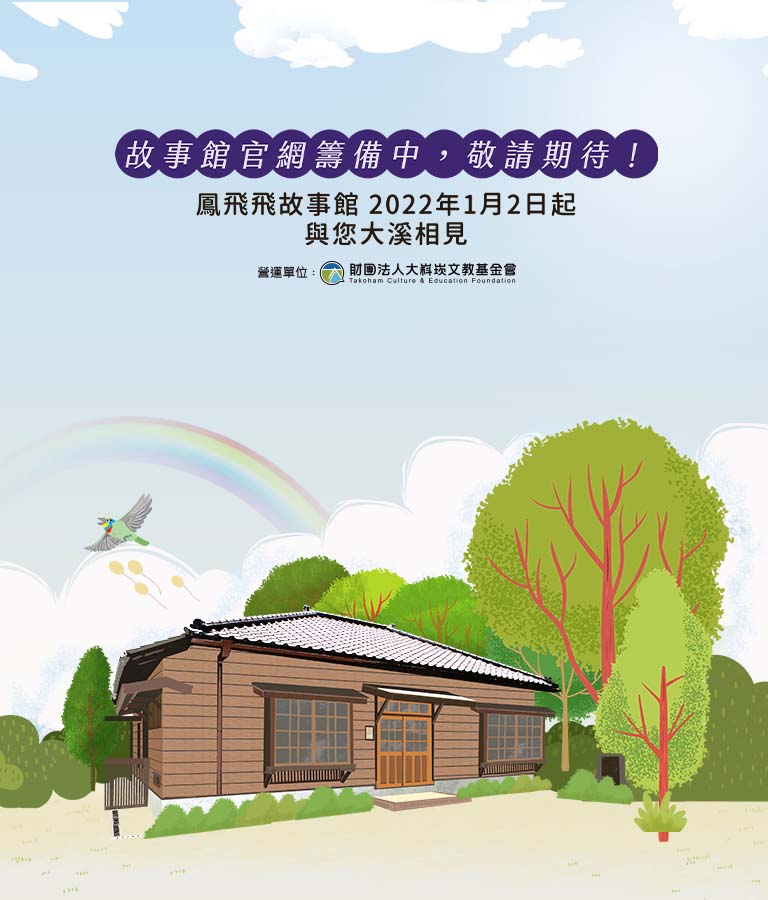 故事館官網籌備中，敬請期待！
鳳飛飛故事館 2022年1月2日起
與您大溪相見
營運單位：財團法人大嵙崁文教基金會
Takoham Culture & Education Foundation